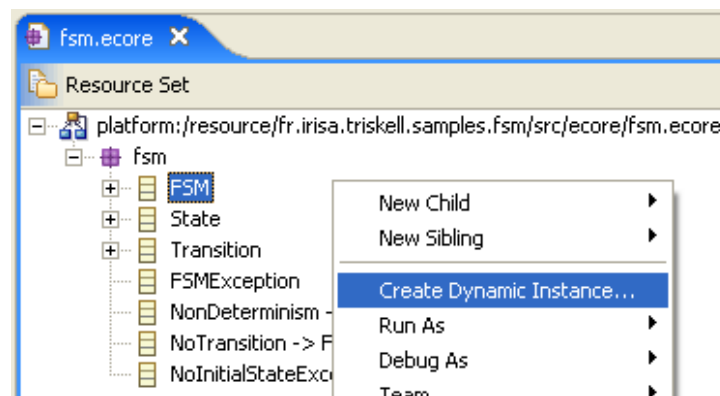 fsm.ecore
Resource Set
platform:/resource/fr.irisa.triskell.samples.fsm/src/ecore/fsm.ecore
fsm
FSM
State
Transition
FSMException
NonDeterminism -
NoTransition -> F
NoInitialStateExc
New Child
New Sibling
Create Dynamic Instance...
Run As
Debug As
Team